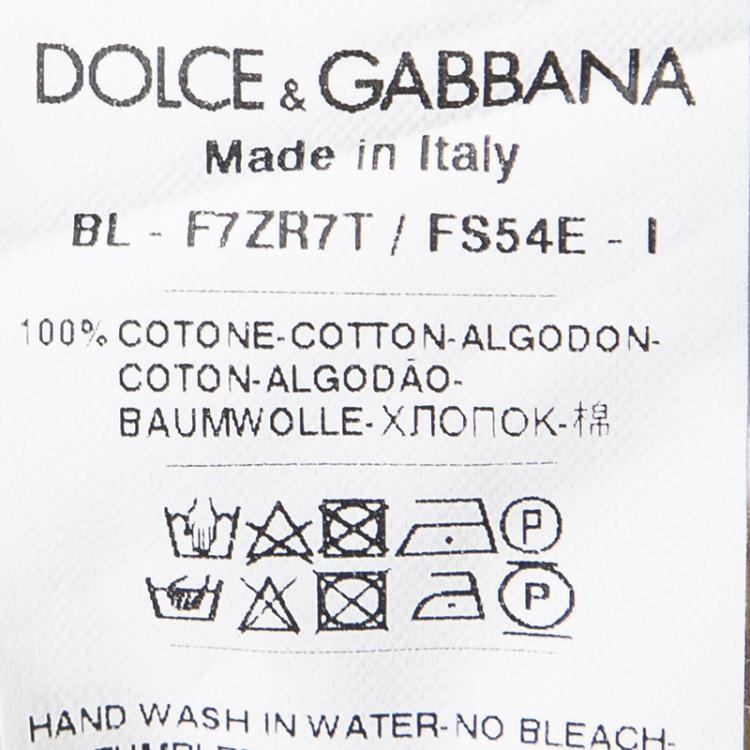 DOLCE & GABBANA
Made in Italy
BL - F7ZR7T / FS54E - I
100% COTONE-COTTON-ALGODON-
COTON-ALGODÃO-
BAUMWOLLE-ХЛОПОК-棉
P
P
HAND WASH IN WATER-NO BLEACH-